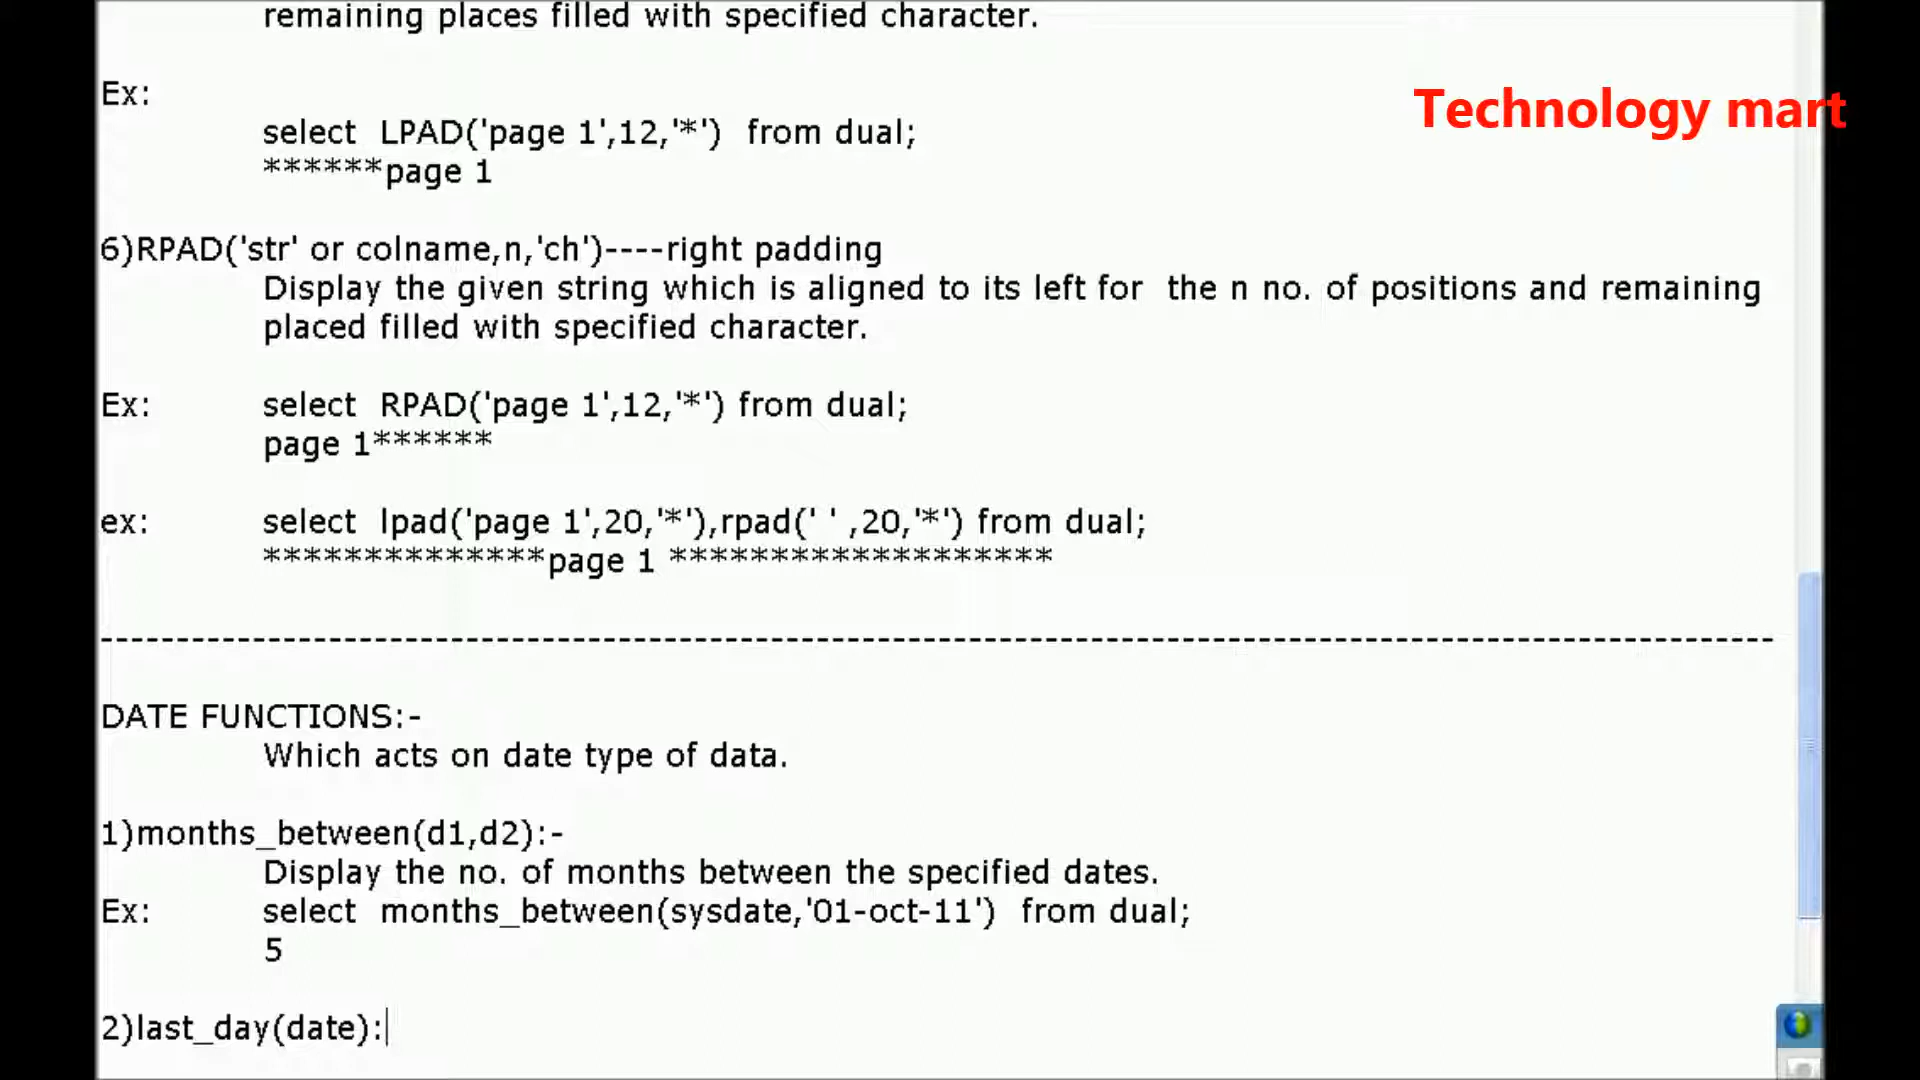 remaining places filled with specified character.
Ex:
Technology mart
select LPAD('page 1',12,'*') from dual;
******page 1
6)RPAD('str' or colname,n,'ch')----right padding
Display the given string which is aligned to its left for the n no. of positions and remaining
placed filled with specified character.
Ex: select RPAD('page 1',12,'*') from dual;
page 1******
ex: select lpad('page 1',20,'*'),rpad(' ' ,20,'*') from dual;
**************page 1 *******************
--------------------------------------------------------------------------------------------------------------
DATE FUNCTIONS:-
Which acts on date type of data.
1)months_between(d1,d2):-
Display the no. of months between the specified dates.
Ex: select months_between(sysdate,'01-oct-11') from dual;
5
2)last_day(date):